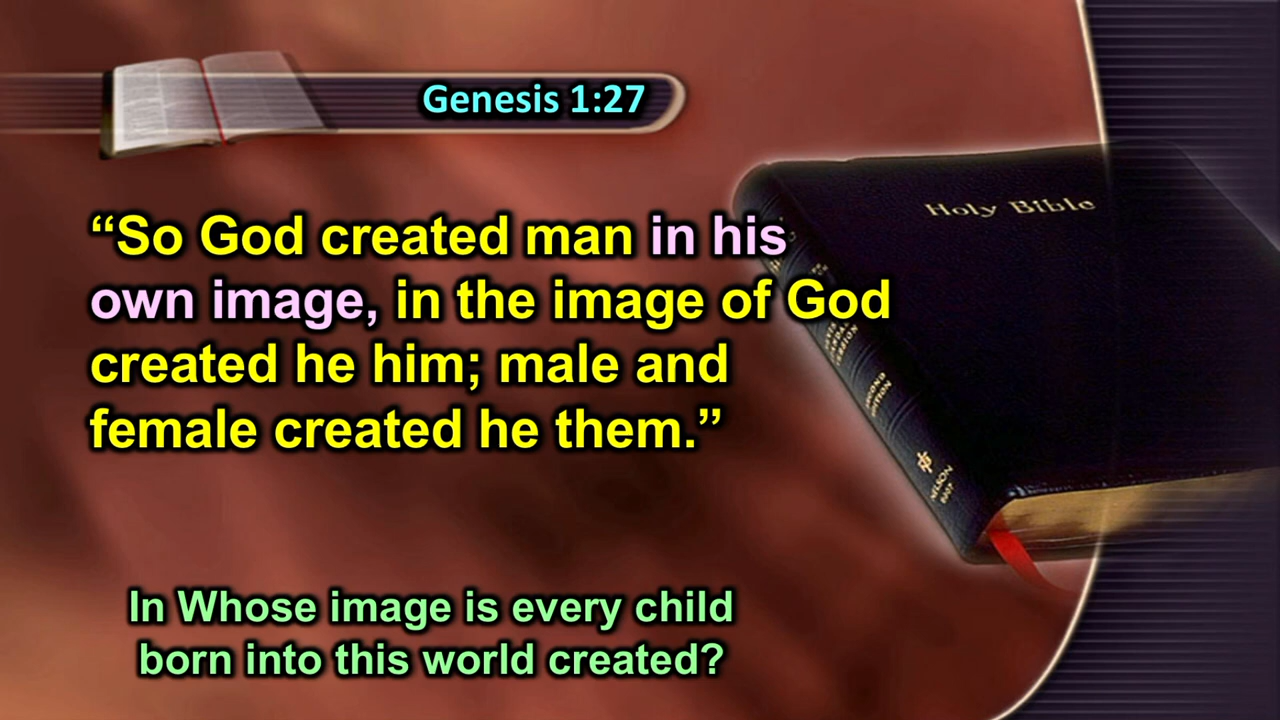 Genesis 1:27
“So God created man in his
own image, in the image of God
created he him; male and
female created he them.”
Holy Bible
NELSON
In Whose image is every child
born into this world created?